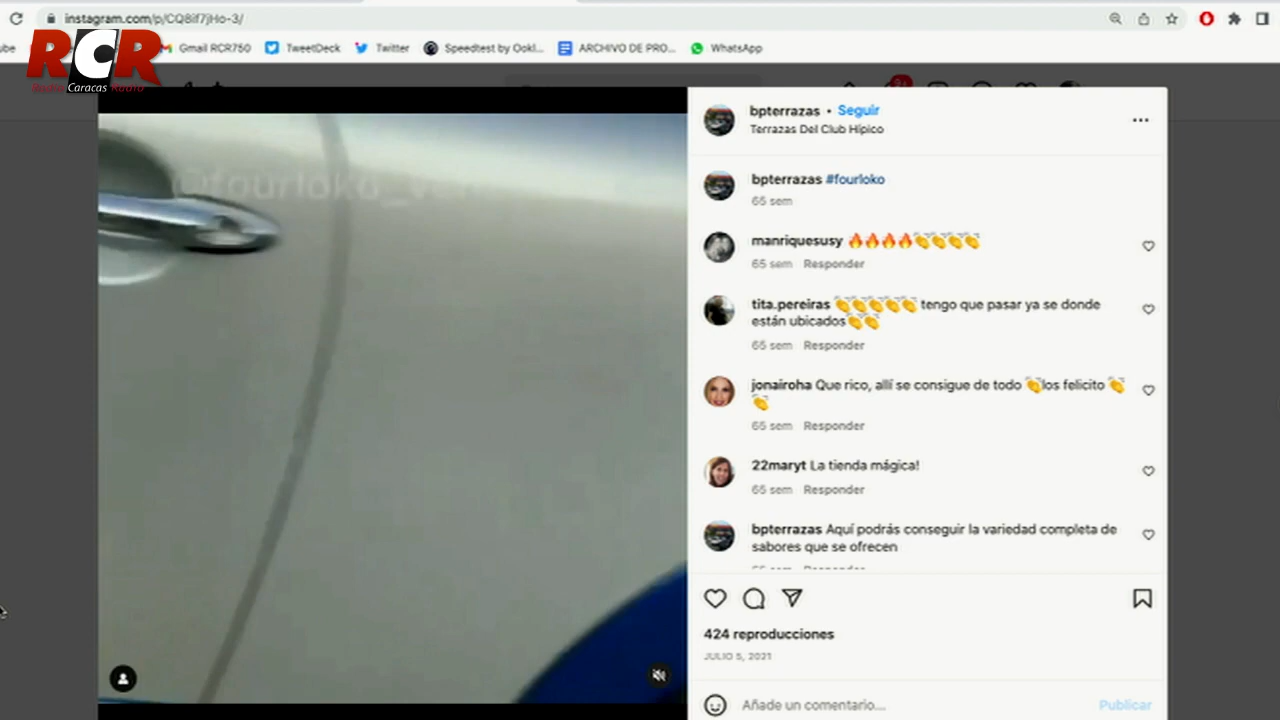 instagram.com/p/CQ8if7jHo-3/
Gmail RCR750
TweetDeck
Twitter
Speedtest by Ookl...
ARCHIVO DE PRO...
WhatsApp
RCR
Radio Caracas Radio
bpterrazas • Seguir
Terrazas Del Club Hípico
bpterrazas #fourloko
65 sem
manriquesusy 🔥🔥🔥🔥👏👏👏👏
65 sem Responder
tita.pereiras 👏👏👏👏👏 tengo que pasar ya se donde
están ubicados👏👏
65 sem Responder
jonairoha Que rico, allí se consigue de todo 👏los felicito 👏
👏
65 sem Responder
22maryt La tienda mágica!
65 sem Responder
bpterrazas Aquí podrás conseguir la variedad completa de
sabores que se ofrecen
424 reproducciones
JULIO 5, 2021
Añade un comentario...
Publicar